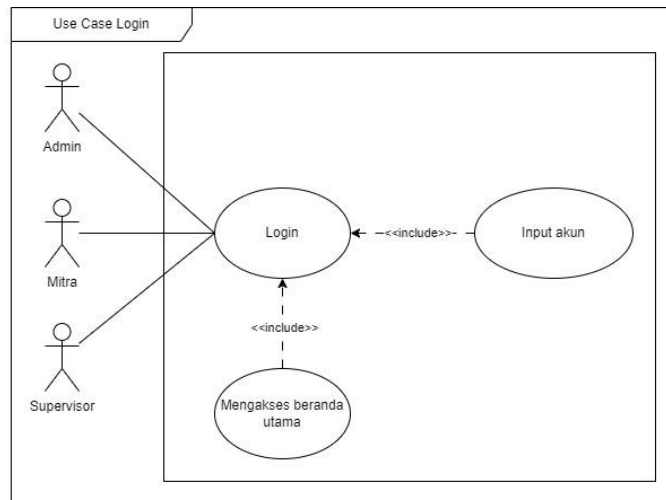 Use Case Login
Admin
Mitra
Supervisor
Login
<<include>>
Input akun
<<include>>
Mengakses beranda
utama